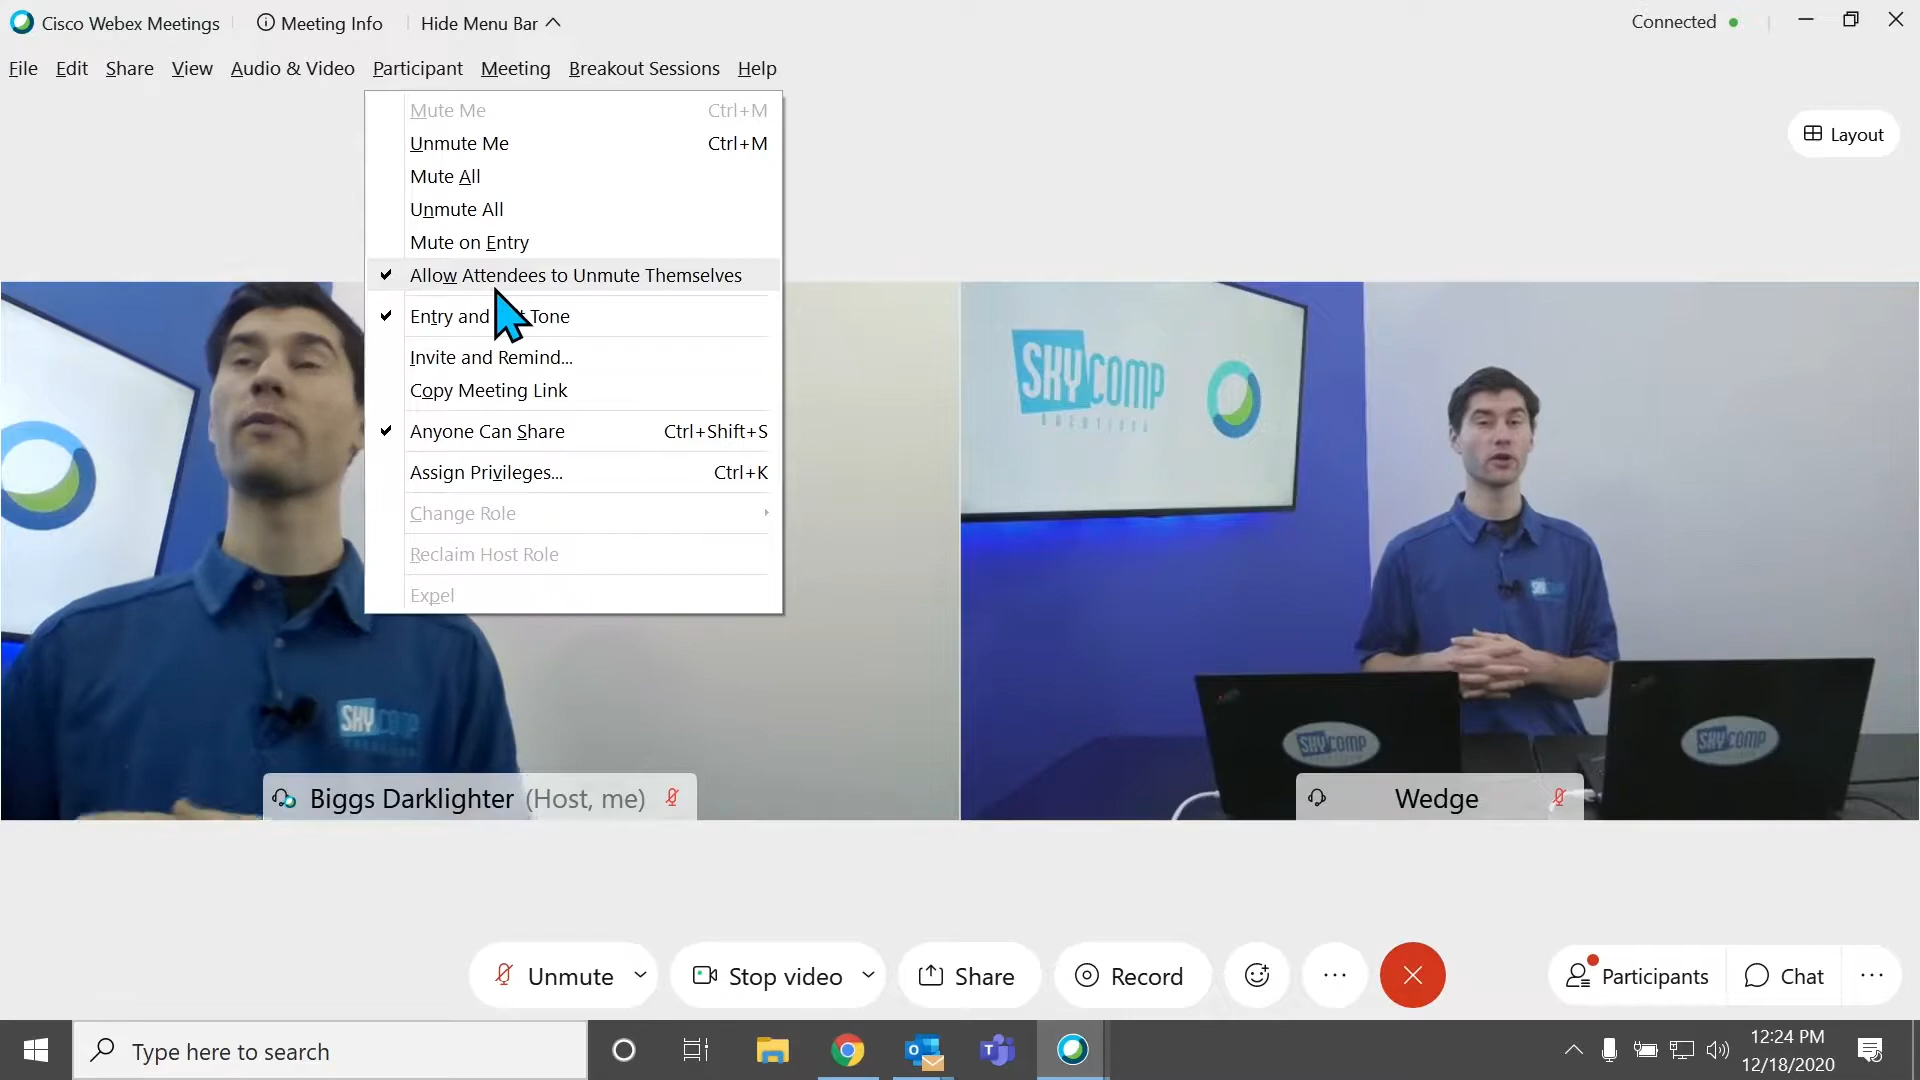 Cisco Webex Meetings
Meeting Info
Hide Menu Bar
Connected
File Edit Share View Audio & Video Participant Meeting Breakout Sessions Help
Layout
Mute Me Ctrl+M
Unmute Me Ctrl+M
Mute All
Unmute All
Mute on Entry
Allow Attendees to Unmute Themselves
Entry and Tone
Invite and Remind...
Copy Meeting Link
Anyone Can Share Ctrl+Shift+S
Assign Privileges... Ctrl+K
Change Role
Reclaim Host Role
Expel
SKYCOMP
SOLUTIONS
SKYCOMP
SKYCOMP
SKYCOMP
Biggs Darklighter (Host, me)
Wedge
Unmute
Stop video
Share
Record
Participants
Chat
Type here to search
12:24 PM
12/18/2020